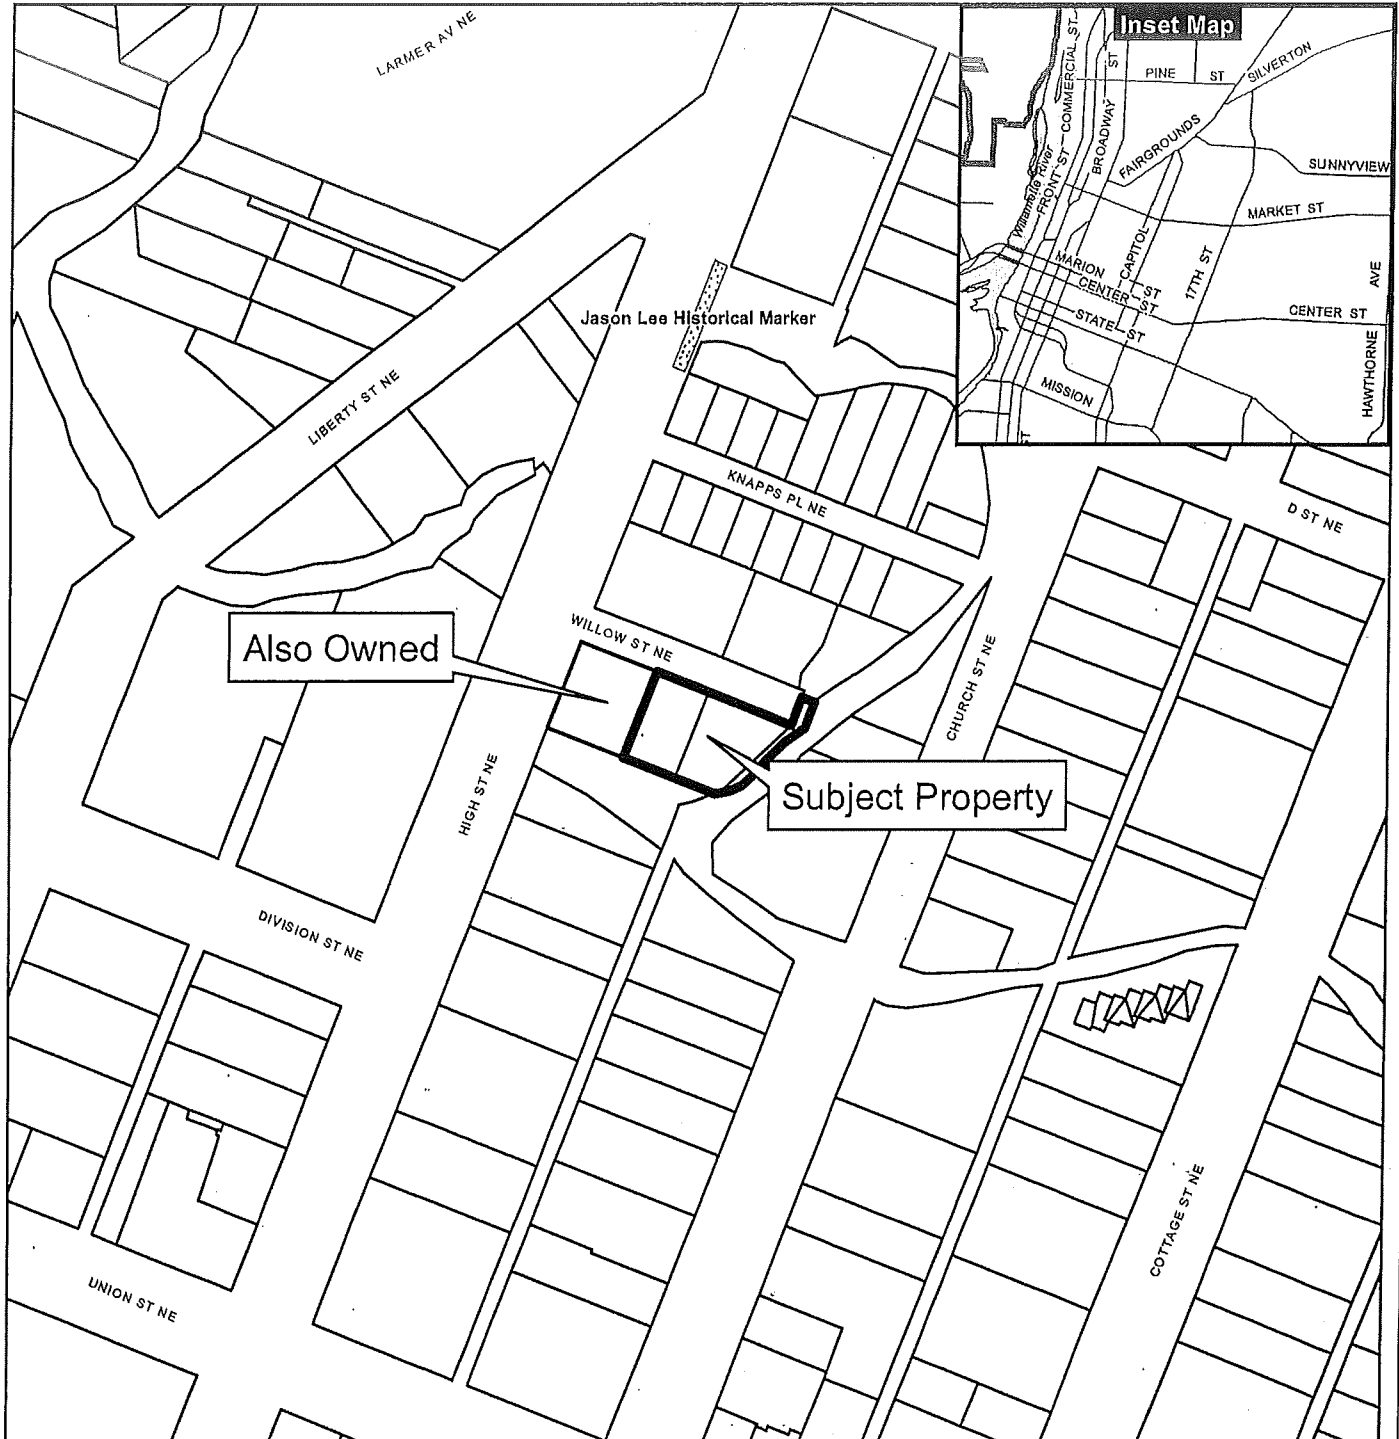 LARMER AV NE
Inset Map
COMMERCIAL ST
ST
PINE ST
SILVERTON
BROADWAY
FAIRGROUNDS
SUNNYVIEW
Willamette River
FRONT ST
MARKET ST
CAPITOL
17TH ST
MARION ST
CENTER ST
STATE ST
CENTER ST
AVE
HAWTHORNE
MISSION
ST
Jason Lee Historical Marker
LIBERTY ST NE
KNAPPS PL NE
D ST NE
WILLOW ST NE
Also Owned
CHURCH ST NE
HIGH ST NE
Subject Property
DIVISION ST NE
COTTAGE ST NE
UNION ST NE